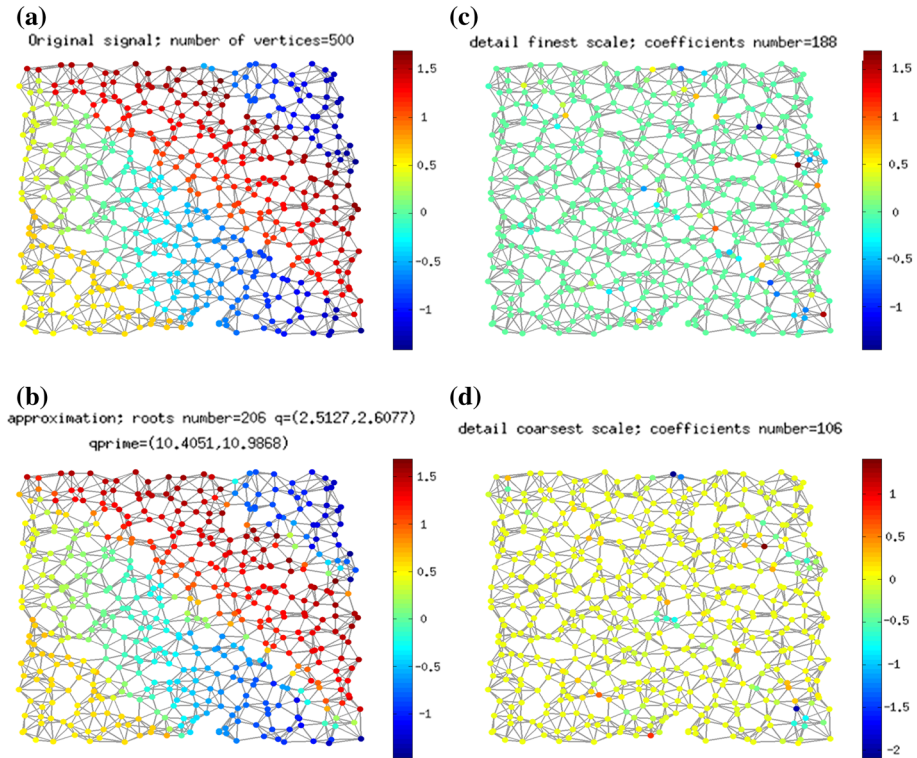 (a)
Original signal; number of vertices=500
1.5
1
0.5
0
−0.5
−1
(c)
detail finest scale; coefficients number=188
1.5
1
0.5
0
−0.5
−1
(b)
approximation; roots number=206 q=(2.5127,2.6077)
qprime=(10.4051,10.9868)
1.5
1
0.5
0
−0.5
−1
(d)
detail coarsest scale; coefficients number=106
1
0.5
0
−0.5
−1
−1.5
−2